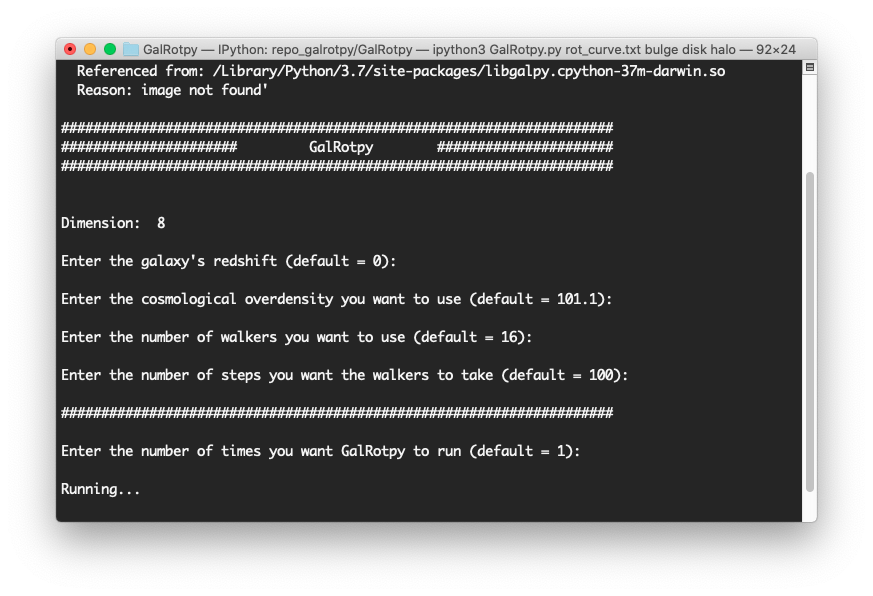 GalRotpy — IPython: repo_galrotpy/GalRotpy — ipython3 GalRotpy.py rot_curve.txt bulge disk halo — 92×24
Referenced from: /Library/Python/3.7/site-packages/libgalpy.cpython-37m-darwin.so
Reason: image not found'
#####################################################################
###################### GalRotpy ######################
#####################################################################
Dimension: 8
Enter the galaxy's redshift (default = 0):
Enter the cosmological overdensity you want to use (default = 101.1):
Enter the number of walkers you want to use (default = 16):
Enter the number of steps you want the walkers to take (default = 100):
#####################################################################
Enter the number of times you want GalRotpy to run (default = 1):
Running...